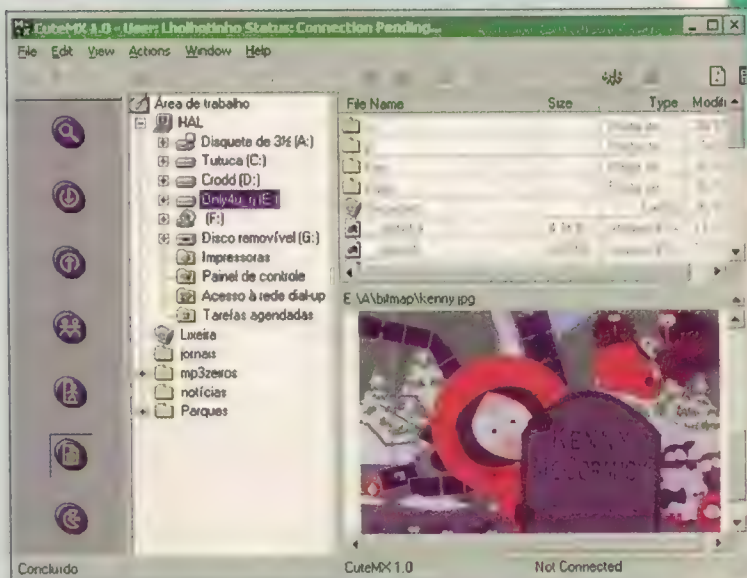 CuteMX 1.0 - User: Lholhotinho Status: Connection Pending...
File Edit View Actions Window Help
Área de trabalho
HAL
Disquete de 3½ (A:)
Tutuca (C:)
Crodd (D:)
(F:)
Disco removível (G:)
Impressoras
Painel de controle
Acesso à rede dial-up
Tarefas agendadas
Lixeira
jornais
mp3zeiros
notícias
Parques
File Name Size Type
E:\A\bitmap\kenny.jpg
KENNY
MCCORMICK
Concluído CuteMX 1.0 Not Connected